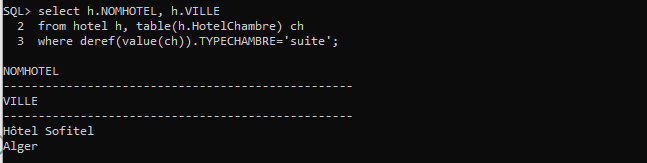 SQL> select h.NOMHOTEL, h.VILLE
2 from hotel h, table(h.HotelChambre) ch
3 where deref(value(ch)).TYPECHAMBRE='suite';
NOMHOTEL
--------------------------------------------------
VILLE
--------------------------------------------------
Hôtel Sofitel
Alger